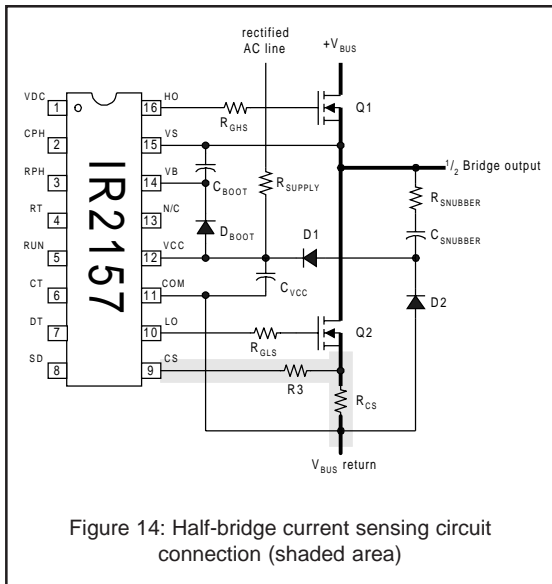 rectified
AC line
+VBUS
VDC
1
CPH
2
RPH
3
RT
4
RUN
5
CT
6
DT
7
SD
8
IR2157
HO
16
VS
15
VB
14
N/C
13
VCC
12
COM
11
LO
10
CS
9
RGHS
Q1
CBOOT
RSUPPLY
DBOOT
1/2 Bridge output
RSNUBBER
CSNUBBER
D1
CVCC
D2
RGLS
Q2
R3
RCS
VBUS return
Figure 14: Half-bridge current sensing circuit
connection (shaded area)